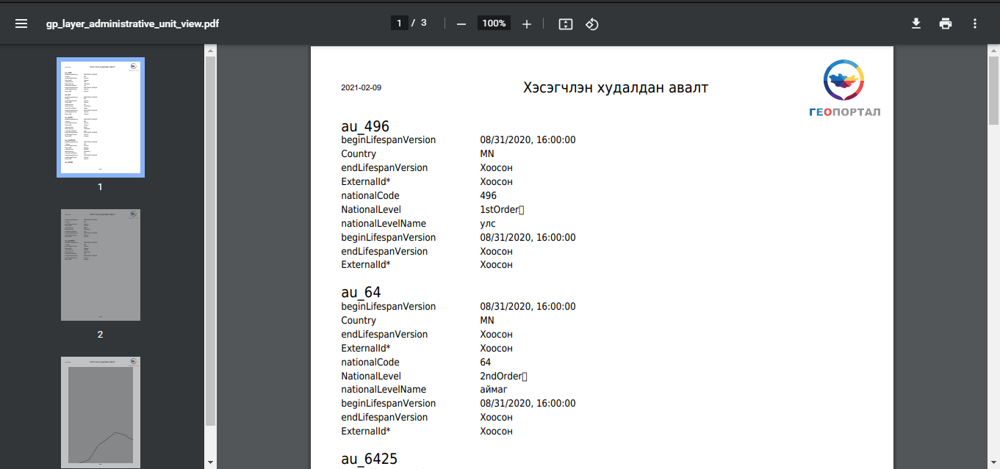 gp_layer_administrative_unit_view.pdf
1 / 3
100%
1
2
2021-02-09
Хэсэгчлэн худалдан авалт
ГЕОПОРТАЛ
au_496
beginLifespanVersion 08/31/2020, 16:00:00
Country MN
endLifespanVersion Хоосон
ExternalId* Хоосон
nationalCode 496
NationalLevel 1stOrder
nationalLevelName улс
beginLifespanVersion 08/31/2020, 16:00:00
endLifespanVersion Хоосон
ExternalId* Хоосон
au_64
beginLifespanVersion 08/31/2020, 16:00:00
Country MN
endLifespanVersion Хоосон
ExternalId* Хоосон
nationalCode 64
NationalLevel 2ndOrder
nationalLevelName аймаг
beginLifespanVersion 08/31/2020, 16:00:00
endLifespanVersion Хоосон
ExternalId* Хоосон
au_6425